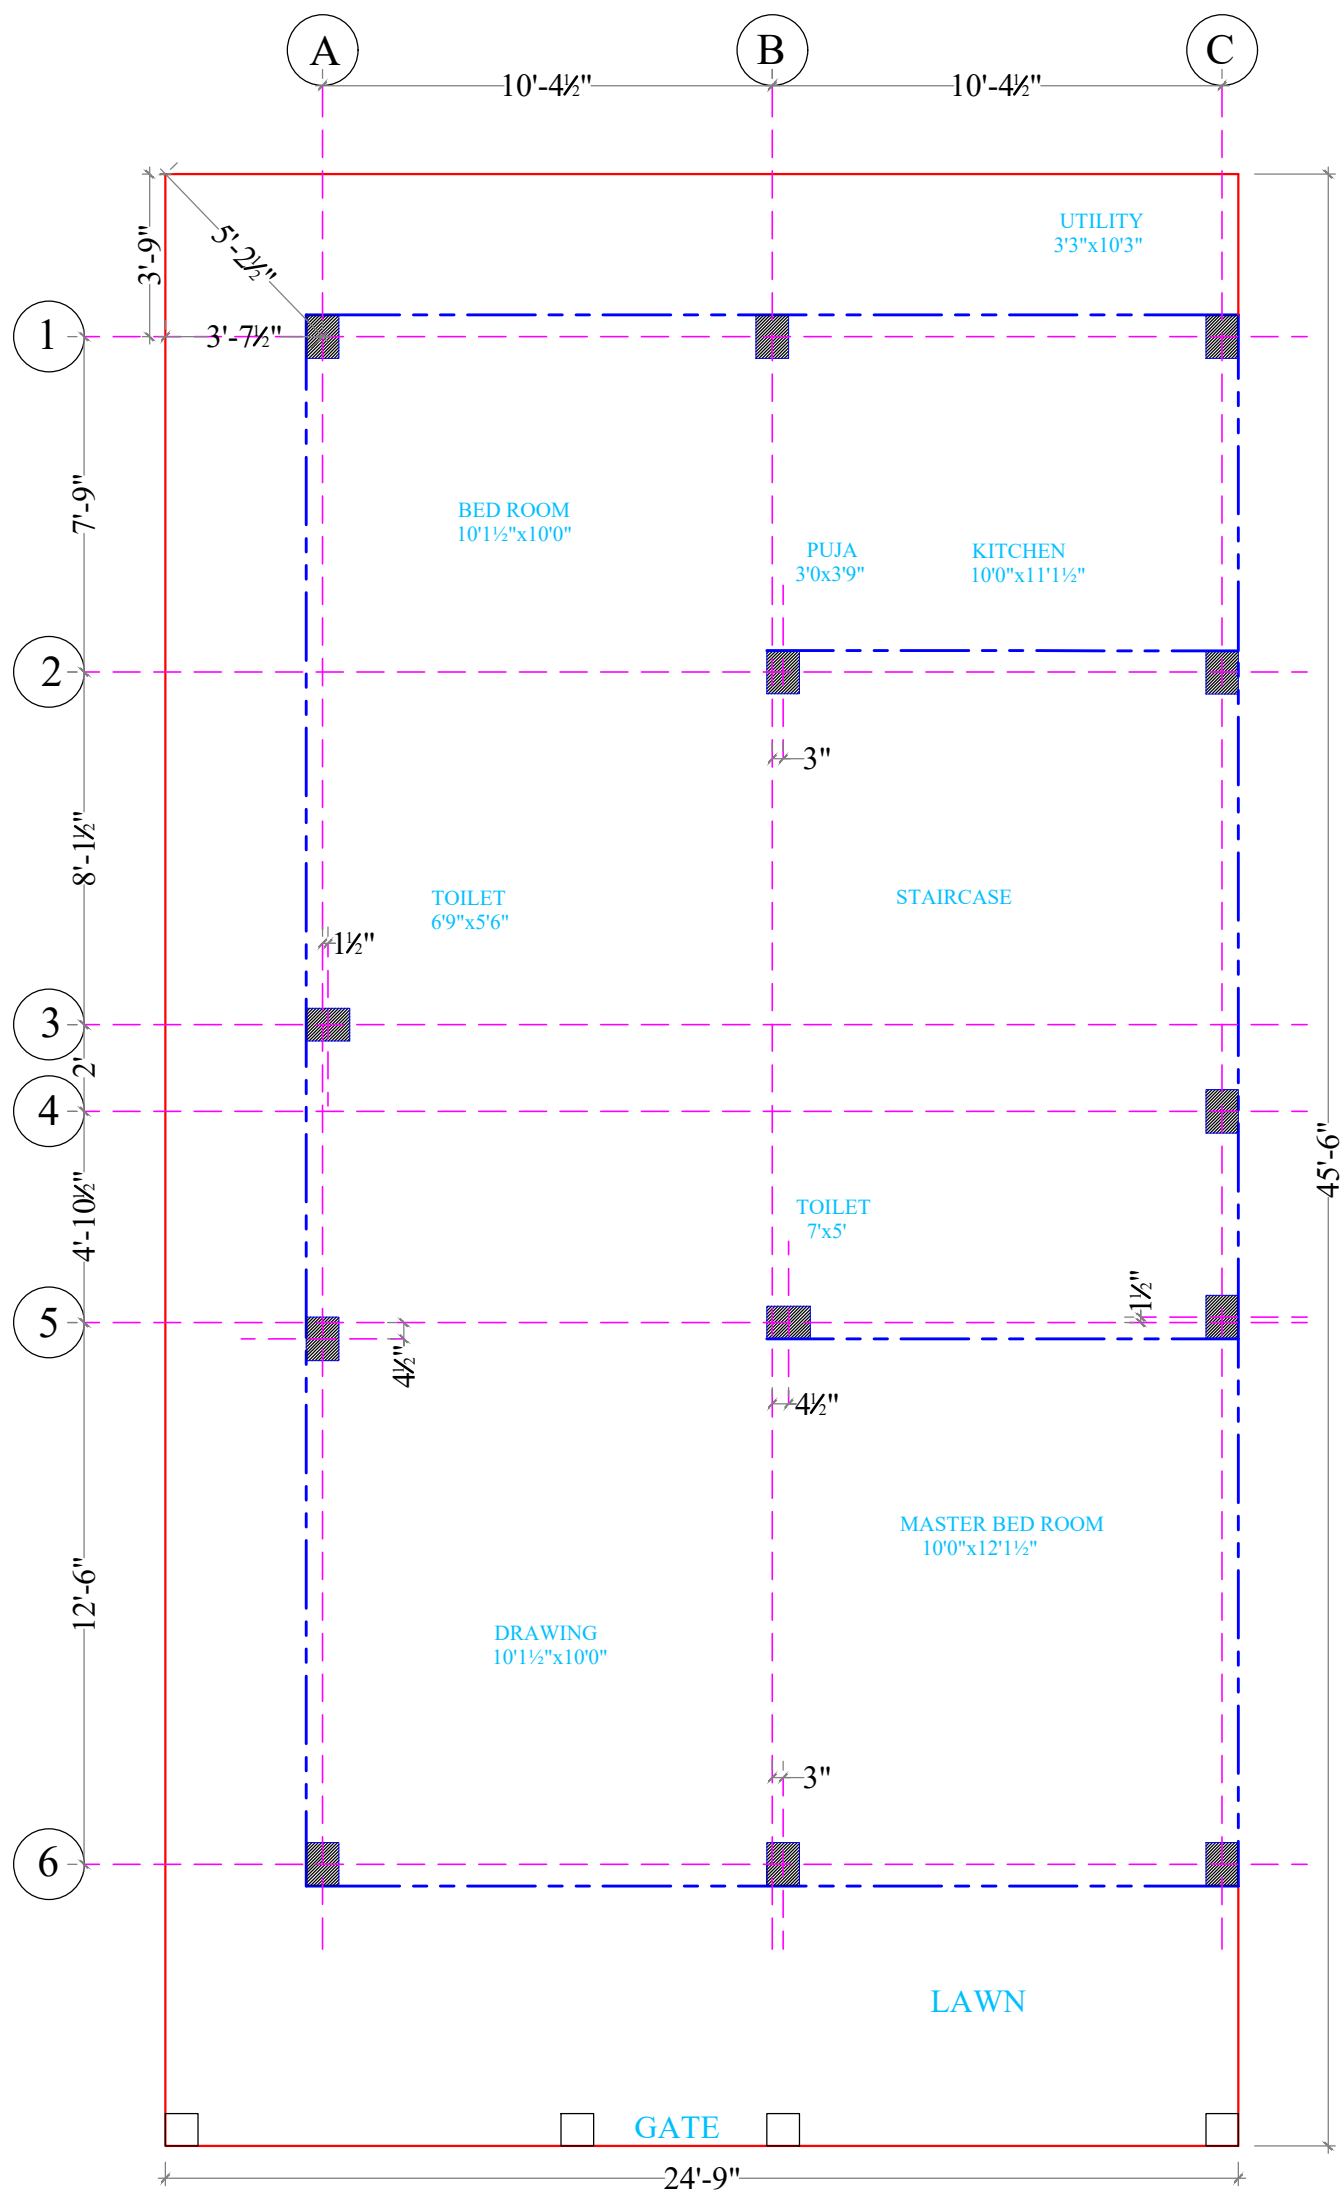 A
B
C
10'-4½"
10'-4½"
3'-9"
5'-2½"
UTILITY
3'3"x10'3"
1
3'-7½"
7'-9"
BED ROOM
10'1½"x10'0"
PUJA
3'0x3'9"
KITCHEN
10'0"x11'1½"
2
3"
8'-1½"
TOILET
6'9"x5'6"
STAIRCASE
1½"
3
2'
4
45'-6"
4'-10½"
TOILET
7'x5'
1½"
5
4½"
4½"
MASTER BED ROOM
10'0"x12'1½"
12'-6"
DRAWING
10'1½"x10'0"
3"
6
LAWN
GATE
24'-9"